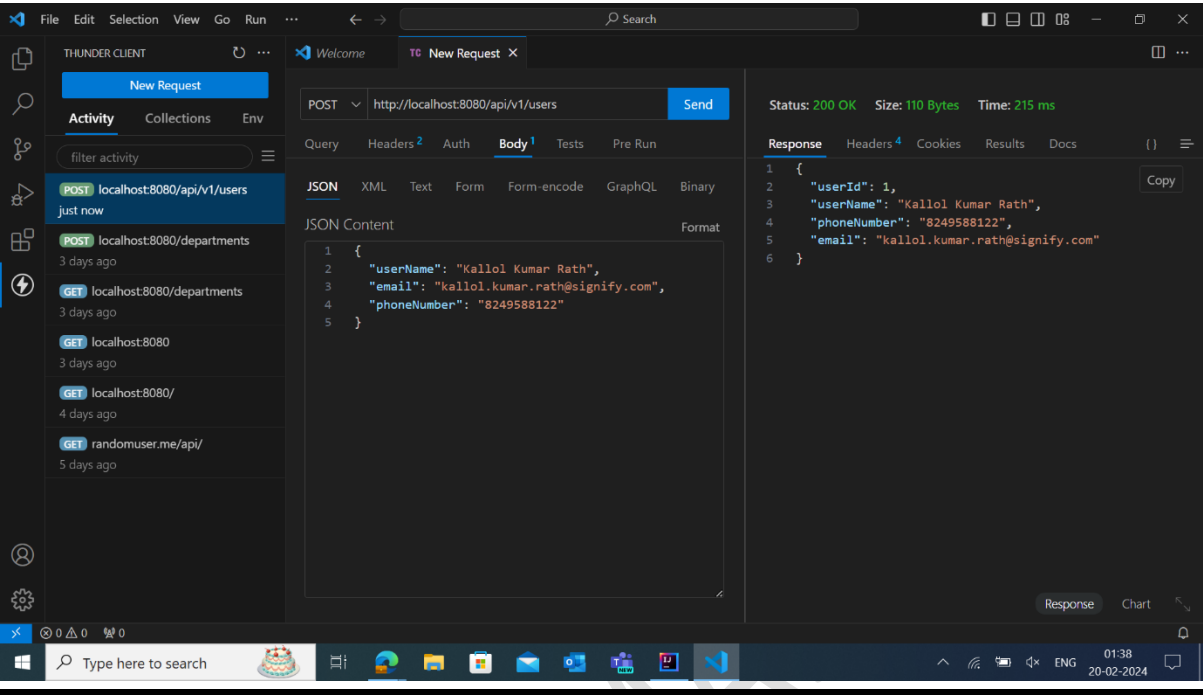 File Edit Selection View Go Run ··· Search
THUNDER CLIENT
New Request
Activity Collections Env
filter activity
POST localhost:8080/api/v1/users
just now
POST localhost:8080/departments
3 days ago
GET localhost:8080/departments
3 days ago
GET localhost:8080
3 days ago
GET localhost:8080/
4 days ago
GET randomuser.me/api/
5 days ago
Welcome TC New Request
POST http://localhost:8080/api/v1/users Send
Query Headers 2 Auth Body 1 Tests Pre Run
JSON XML Text Form Form-encode GraphQL Binary
JSON Content Format
1 {
2 "userName": "Kallol Kumar Rath",
3 "email": "kallol.kumar.rath@signify.com",
4 "phoneNumber": "8249588122"
5 }
Status: 200 OK Size: 110 Bytes Time: 215 ms
Response Headers 4 Cookies Results Docs {}
Copy
1 {
2 "userId": 1,
3 "userName": "Kallol Kumar Rath",
4 "phoneNumber": "8249588122",
5 "email": "kallol.kumar.rath@signify.com"
6 }
Response Chart
0 0 0
Type here to search NEW ENG 01:38
20-02-2024